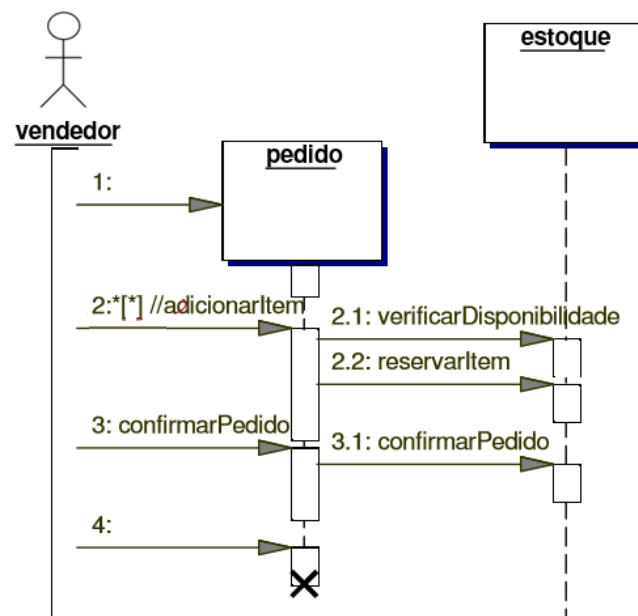 estoque
vendedor
pedido
1:
2:*[*] //adicionarItem
2.1: verificarDisponibilidade
2.2: reservarItem
3: confirmarPedido
3.1: confirmarPedido
4: